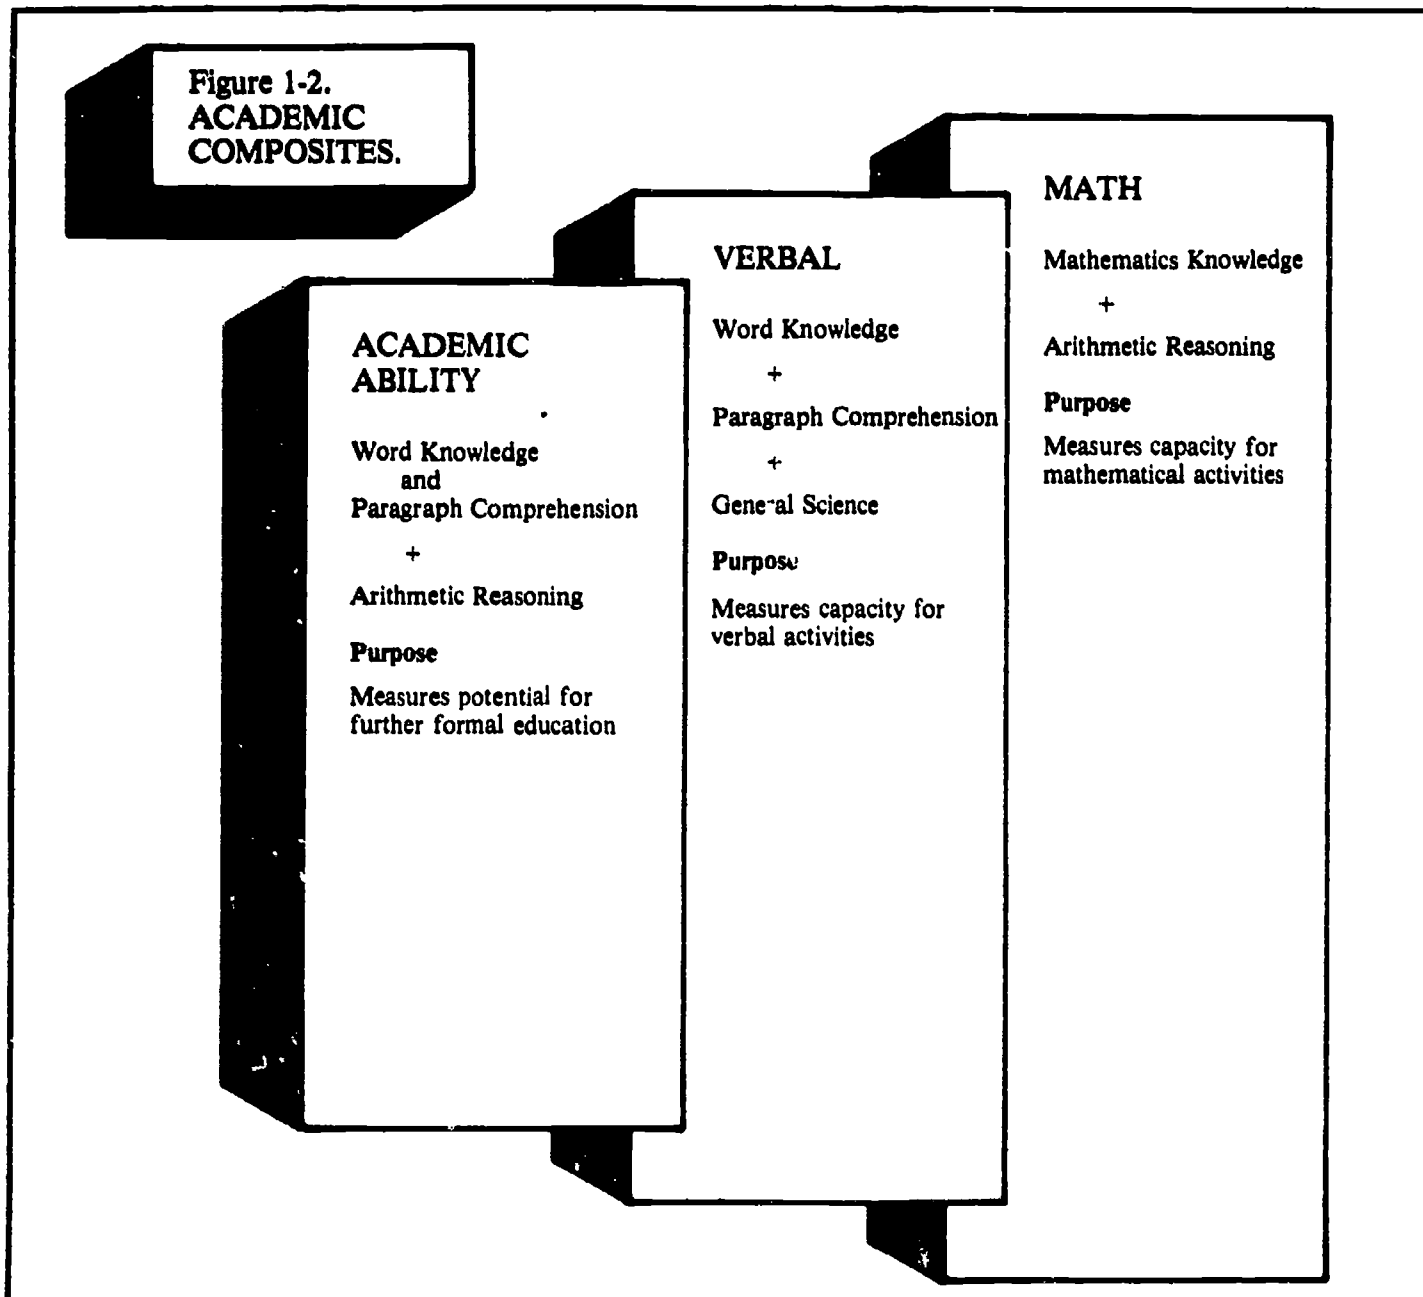 Figure 1-2.
ACADEMIC
COMPOSITES.
ACADEMIC
ABILITY
Word Knowledge
and
Paragraph Comprehension
+
Arithmetic Reasoning
Purpose
Measures potential for
further formal education
VERBAL
Word Knowledge
+
Paragraph Comprehension
+
General Science
Purpose
Measures capacity for
verbal activities
MATH
Mathematics Knowledge
+
Arithmetic Reasoning
Purpose
Measures capacity for
mathematical activities